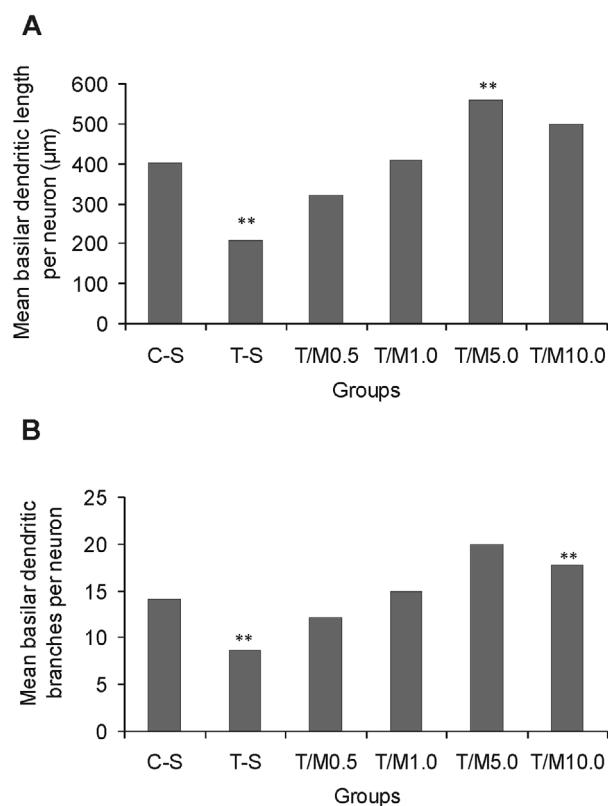 A
Mean basilar dendritic length
per neuron (μm)
600
500
400
300
200
100
0
**
**
C-S T-S T/M0.5 T/M1.0 T/M5.0 T/M10.0
Groups
B
Mean basilar dendritic
branches per neuron
25
20
15
10
5
0
**
**
C-S T-S T/M0.5 T/M1.0 T/M5.0 T/M10.0
Groups